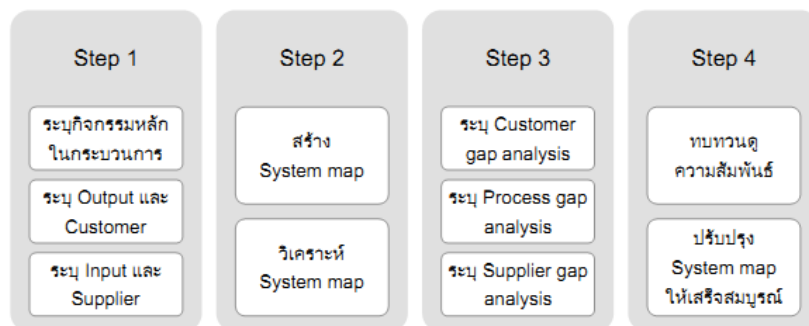 Step 1
ระบุกิจกรรมหลัก
ในกระบวนการ
ระบุ Output และ
Customer
ระบุ Input และ
Supplier
Step 2
สร้าง
System map
วิเคราะห์
System map
Step 3
ระบุ Customer
gap analysis
ระบุ Process gap
analysis
ระบุ Supplier gap
analysis
Step 4
ทบทวนดู
ความสัมพันธ์
ปรับปรุง
System map
ให้เสร็จสมบูรณ์